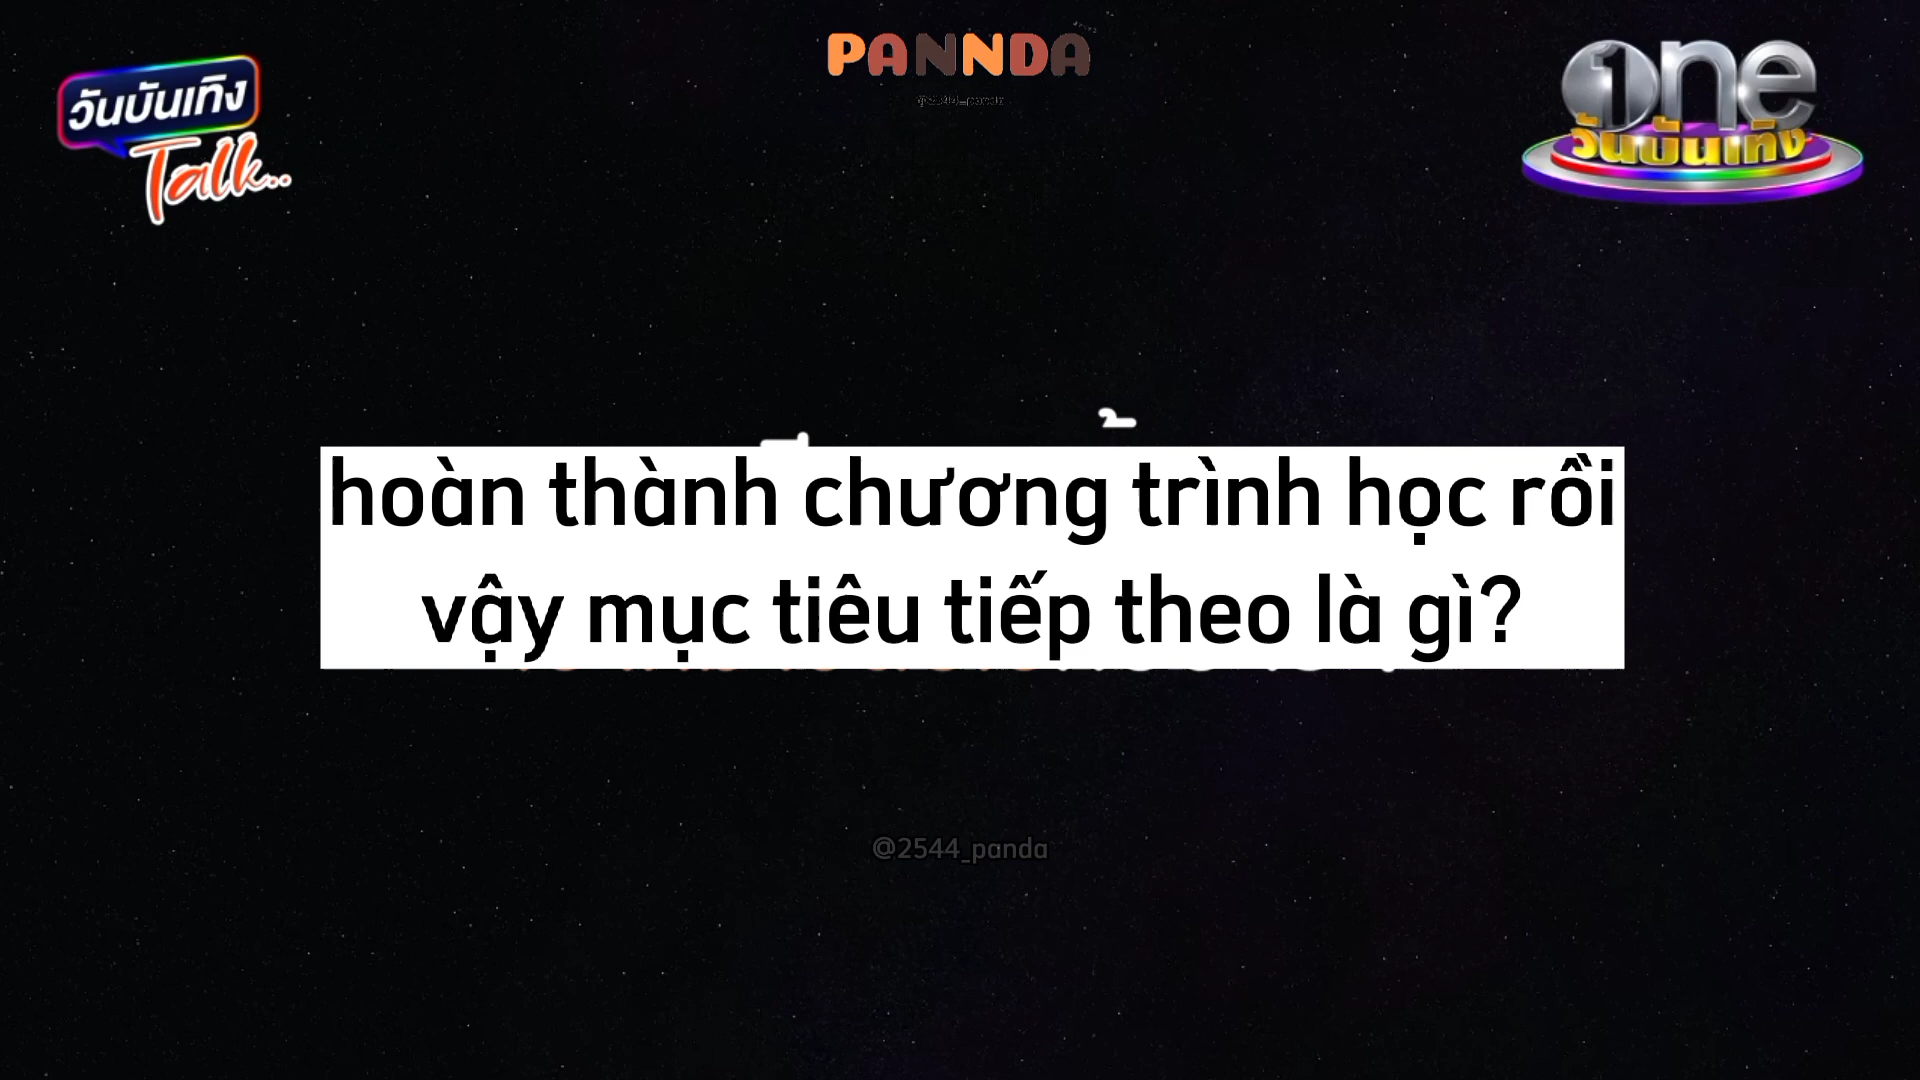 PANNDA
วันบันเทิง
Talk..
one
วันบันเทิง
hoàn thành chương trình học rồi
vậy mục tiêu tiếp theo là gì?
@2544_panda